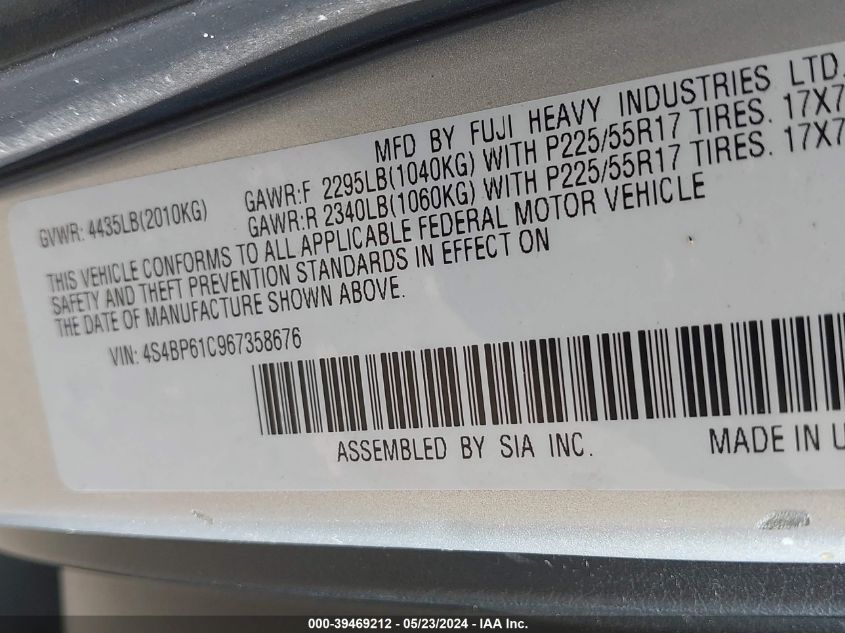 MFD BY FUJI HEAVY INDUSTRIES LTD.
GVWR: 4435LB(2010KG) GAWR:F 2295LB(1040KG) WITH P225/55R17 TIRES. 17X7
GAWR:R 2340LB(1060KG) WITH P225/55R17 TIRES. 17X7
THIS VEHICLE CONFORMS TO ALL APPLICABLE FEDERAL MOTOR VEHICLE
SAFETY AND THEFT PREVENTION STANDARDS IN EFFECT ON
THE DATE OF MANUFACTURE SHOWN ABOVE.
VIN: 4S4BP61C967358676
ASSEMBLED BY SIA INC. MADE IN U
000-39469212 - 05/23/2024 - IAA Inc.